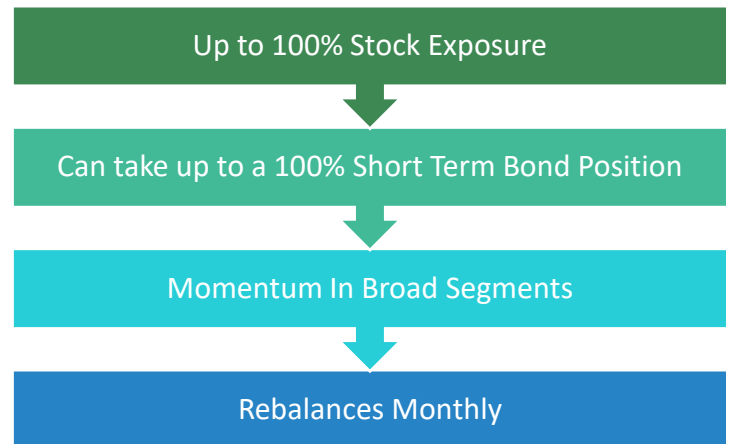 Up to 100% Stock Exposure
Can take up to a 100% Short Term Bond Position
Momentum In Broad Segments
Rebalances Monthly